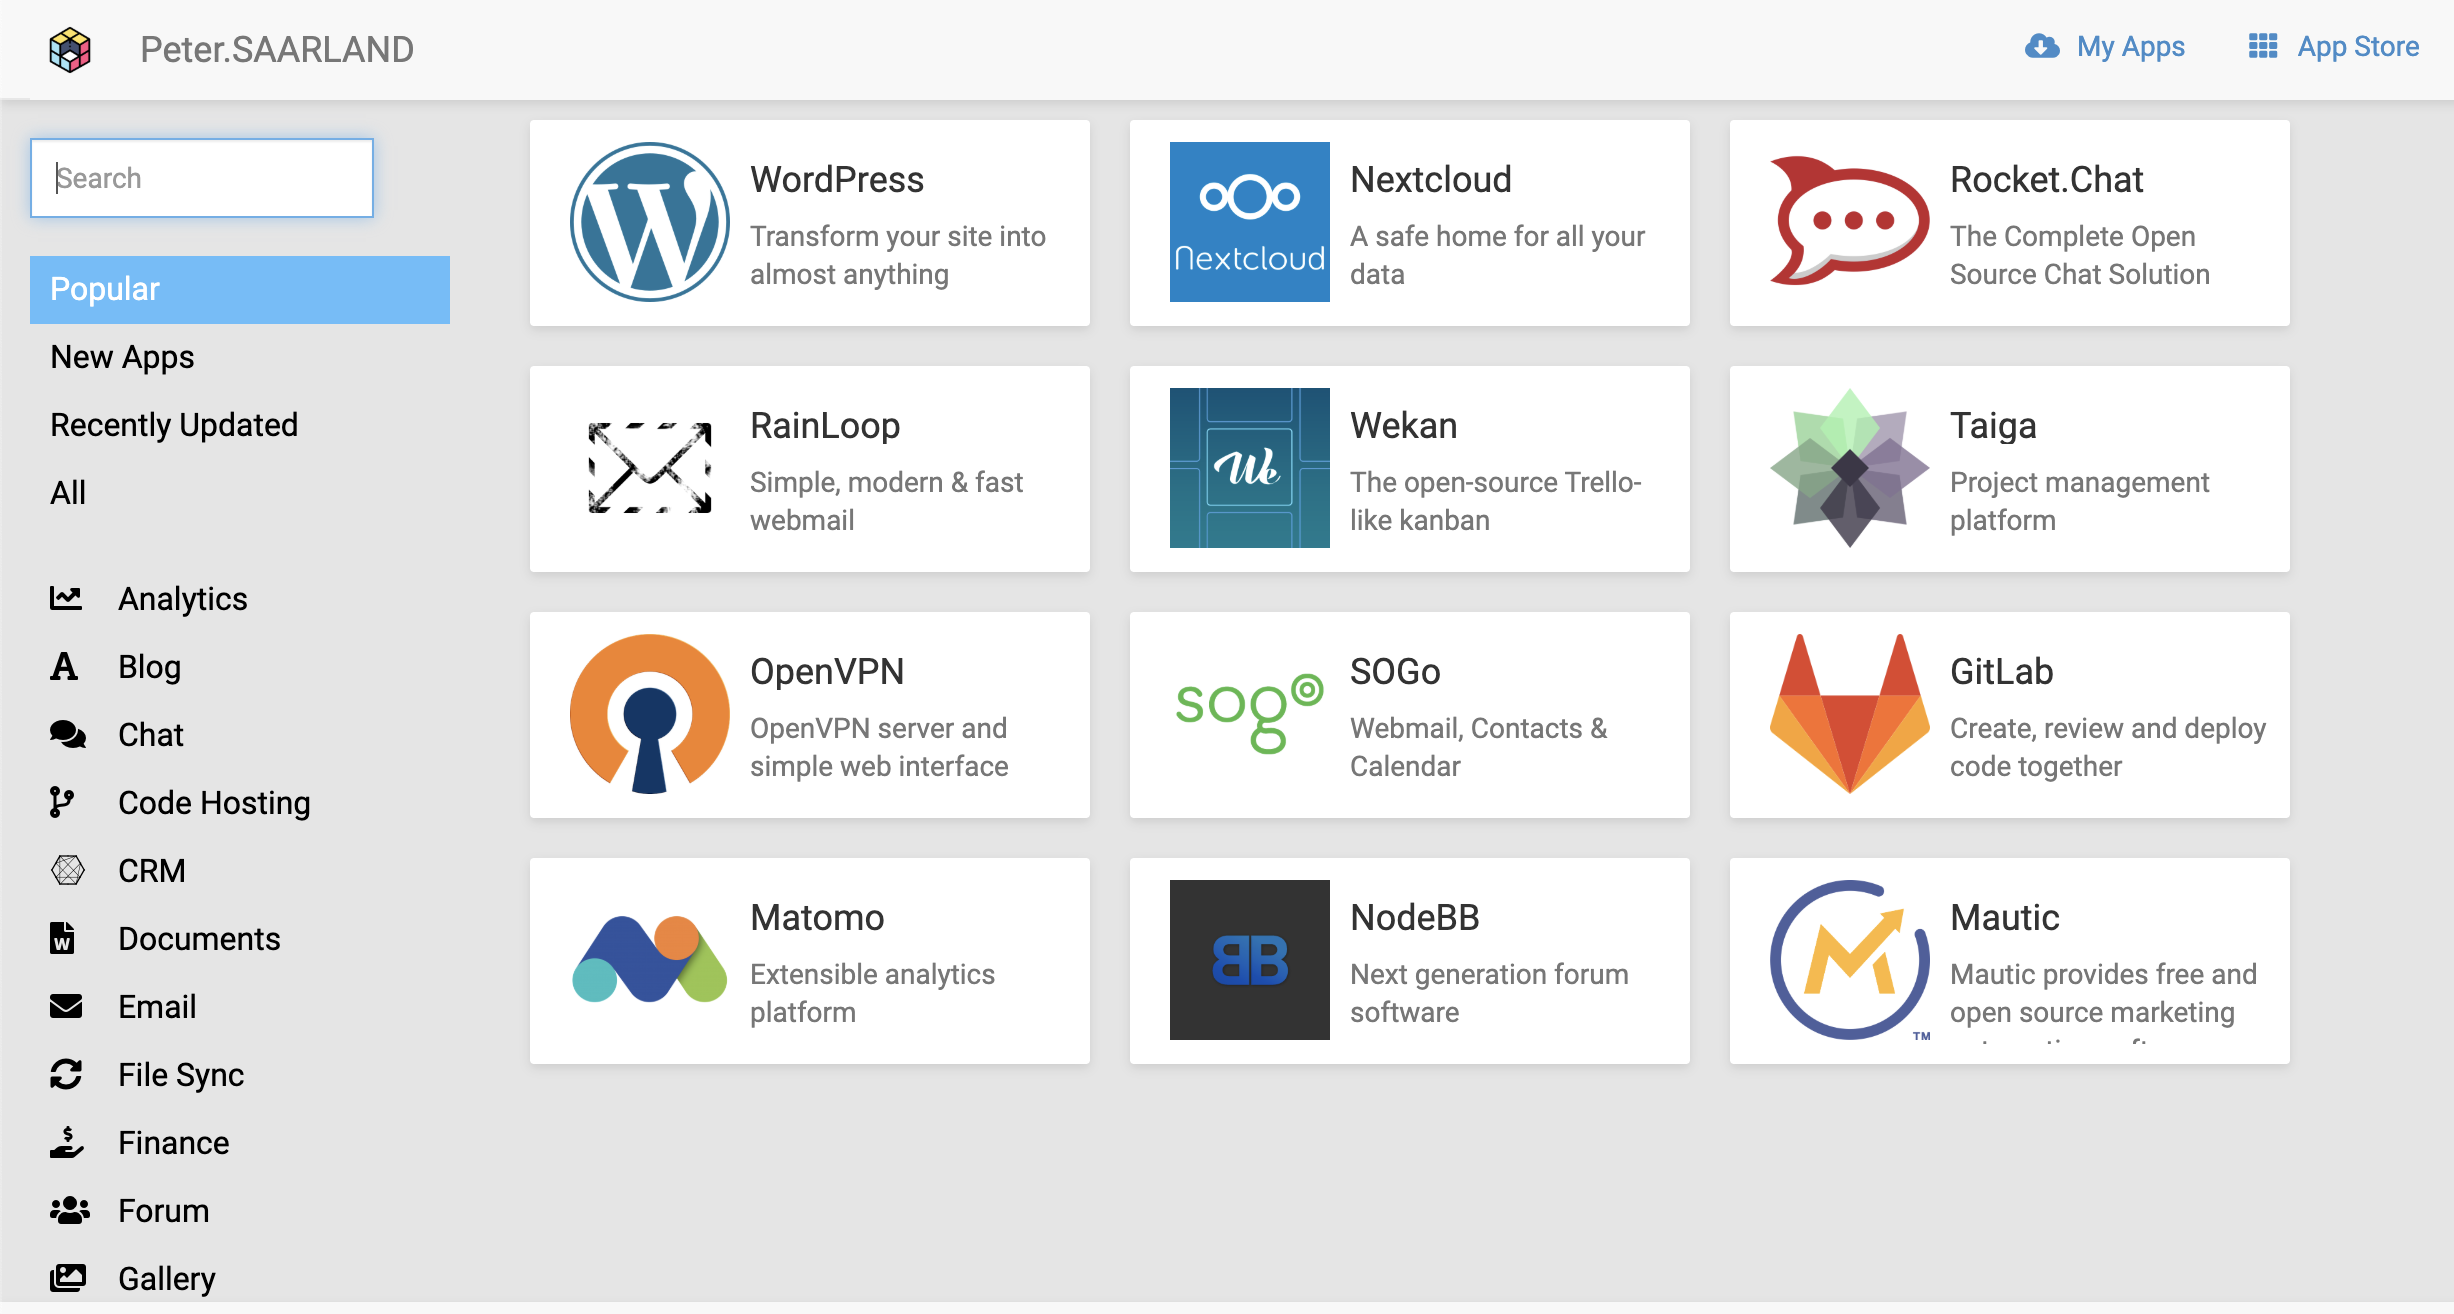 Peter.SAARLAND
My Apps
App Store
Search
Popular
New Apps
Recently Updated
All
Analytics
Blog
Chat
Code Hosting
CRM
Documents
Email
File Sync
Finance
Forum
Gallery
WordPress
Transform your site into
almost anything
Nextcloud
Nextcloud
A safe home for all your
data
Rocket.Chat
The Complete Open
Source Chat Solution
RainLoop
Simple, modern & fast
webmail
We
Wekan
The open-source Trello-
like kanban
Taiga
Project management
platform
OpenVPN
OpenVPN server and
simple web interface
sogo
SOGo
Webmail, Contacts &
Calendar
GitLab
Create, review and deploy
code together
Matomo
Extensible analytics
platform
NodeBB
Next generation forum
software
TM
Mautic
Mautic provides free and
open source marketing